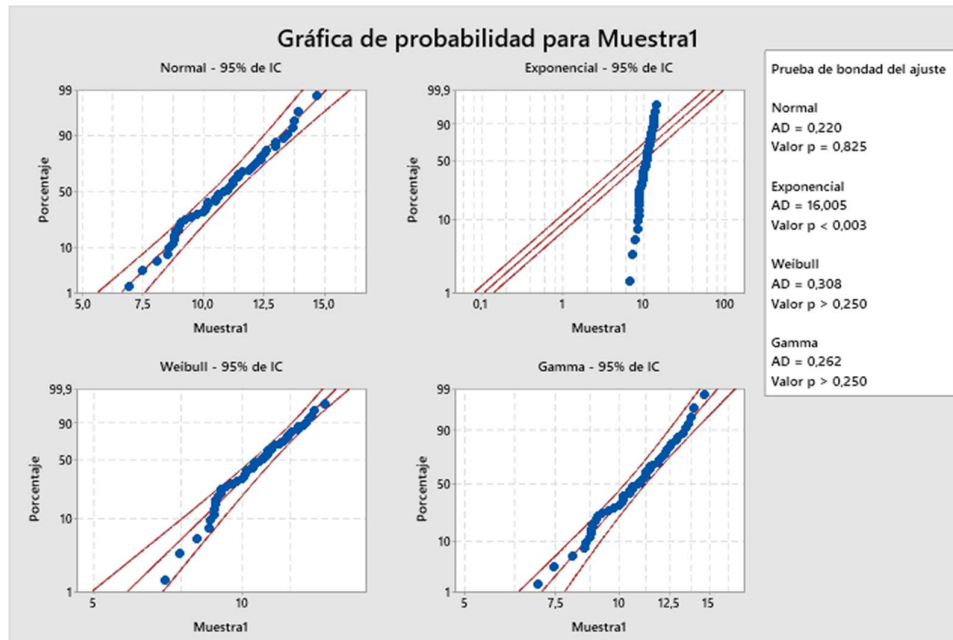 Gráfica de probabilidad para Muestra1
Normal - 95% de IC
99
90
50
10
1
Porcentaje
5,0 7,5 10,0 12,5 15,0
Muestra1
Exponencial - 95% de IC
99,9
90
50
10
1
Porcentaje
0,1 1 10 100
Muestra1
Weibull - 95% de IC
99,9
90
50
10
1
Porcentaje
5 10
Muestra1
Gamma - 95% de IC
99
90
50
10
1
Porcentaje
5 7,5 10 12,5 15
Muestra1
Prueba de bondad del ajuste
Normal
AD = 0,220
Valor p = 0,825
Exponencial
AD = 16,005
Valor p < 0,003
Weibull
AD = 0,308
Valor p > 0,250
Gamma
AD = 0,262
Valor p > 0,250